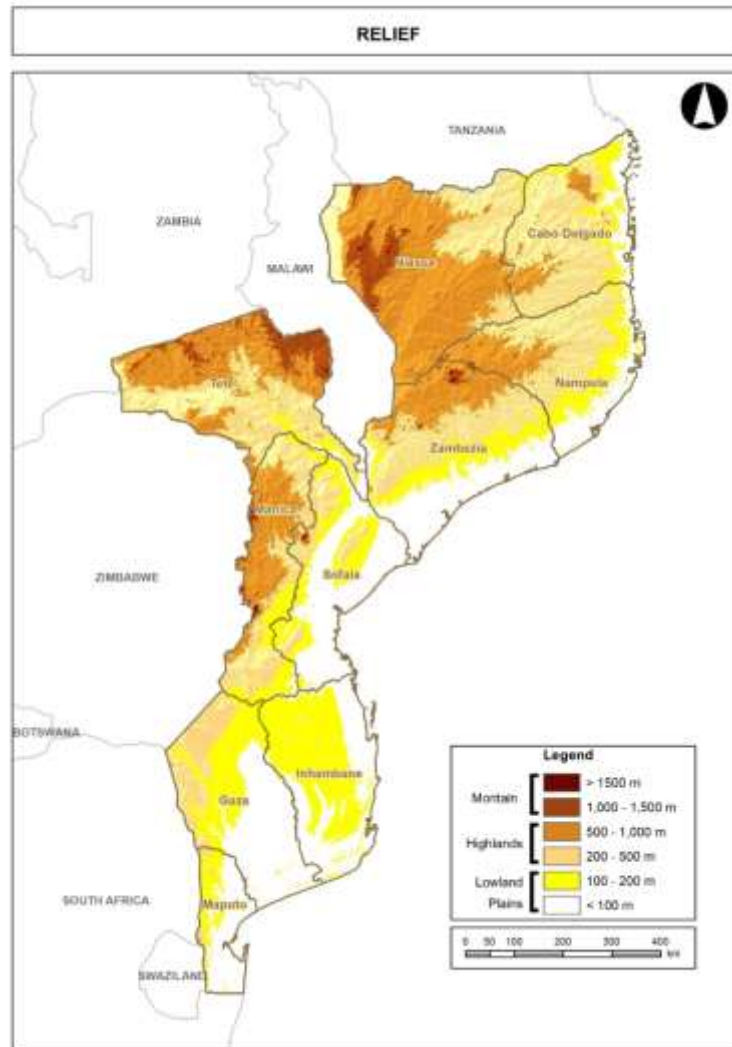 RELIEF
TANZANIA
ZAMBIA
Cabo Delgado
Niassa
MALAWI
Tete
Nampula
Zambezia
Manica
Sofala
ZIMBABWE
BOTSWANA
Inhambane
Gaza
SOUTH AFRICA
Maputo
SWAZILAND
Legend
Montain
> 1500 m
1,000 - 1,500 m
Highlands
500 - 1,000 m
200 - 500 m
Lowland
Plains
100 - 200 m
< 100 m
0 50 100 200 300 400
km